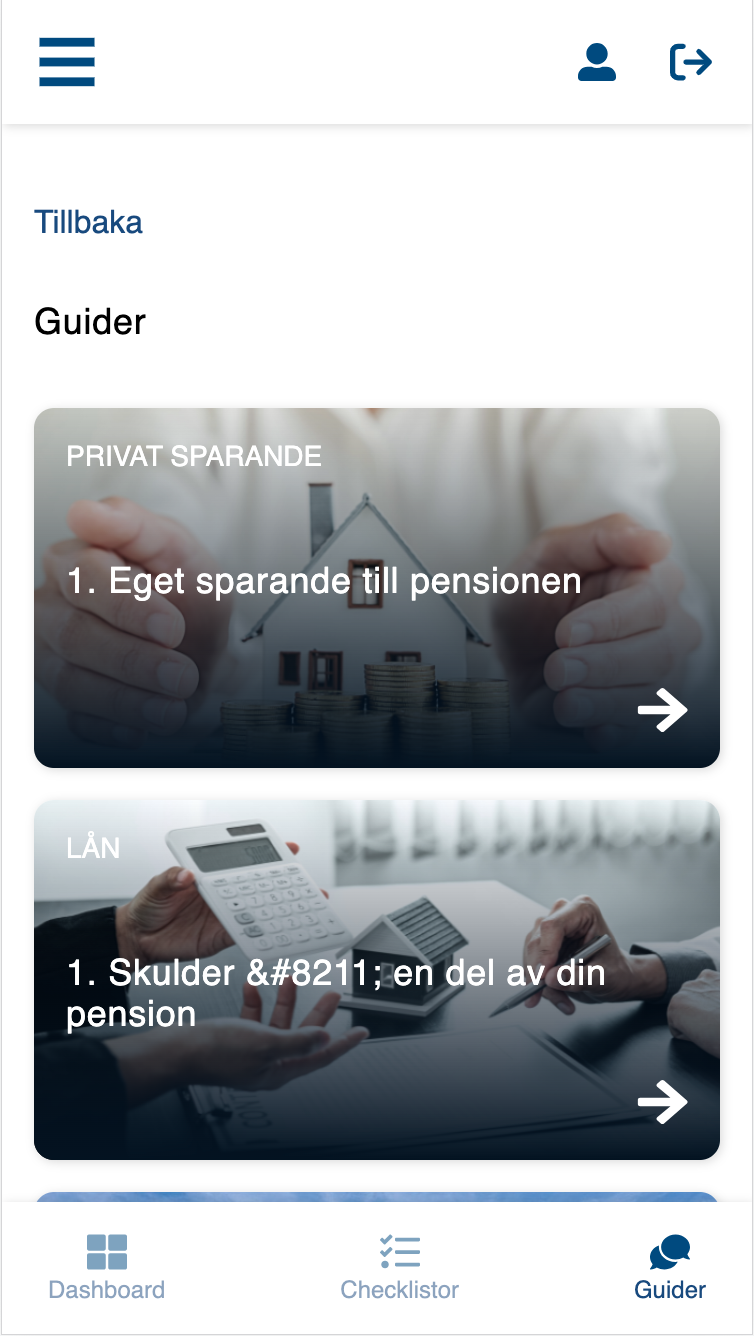 Tillbaka
Guider
PRIVAT SPARANDE
1. Eget sparande till pensionen
LÅN
1. Skulder &#8211; en del av din
pension
Dashboard
Checklistor
Guider